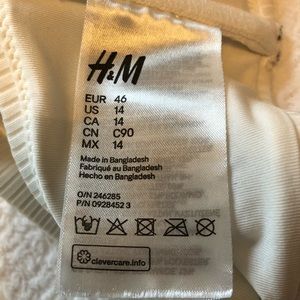 H&M
EUR 46
US 14
CA 14
CN C90
MX 14
Made in Bangladesh
Fabriqué au Bangladesh
Hecho en Bangladesh
O/N 246285
P/N 0928452 3
clevercare.info